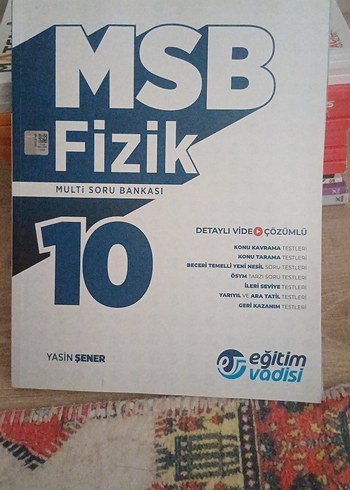 MSB
Fizik
MULTİ SORU BANKASI
10
DETAYLI VİDEO ÇÖZÜMLÜ
KONU KAVRAMA TESTLERİ
KONU TARAMA TESTLERİ
BECERİ TEMELLİ YENİ NESİL SORU TESTLERİ
ÖSYM TARZI SORU TESTLERİ
İLERİ SEVİYE TESTLERİ
YARIYIL VE ARA TATİL TESTLERİ
GERİ KAZANIM TESTLERİ
YASİN ŞENER
eğitim
vadisi